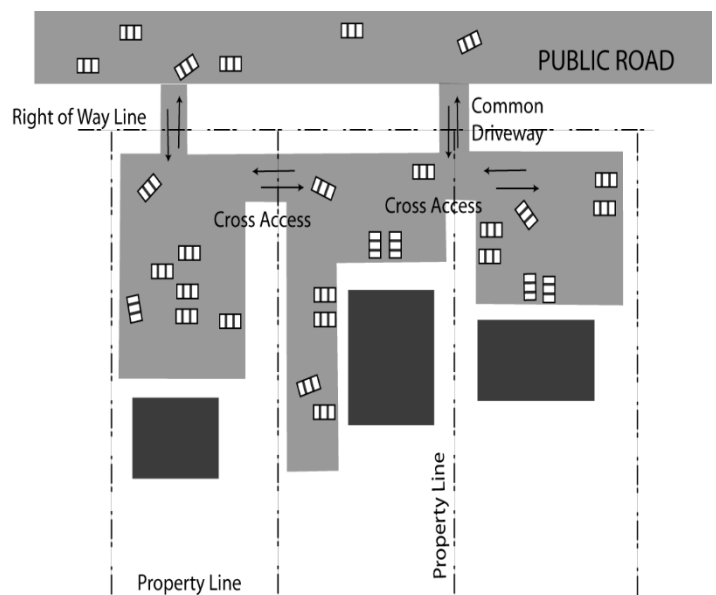 PUBLIC ROAD
Right of Way Line
Common
Driveway
Cross Access
Cross Access
Property Line
Property Line